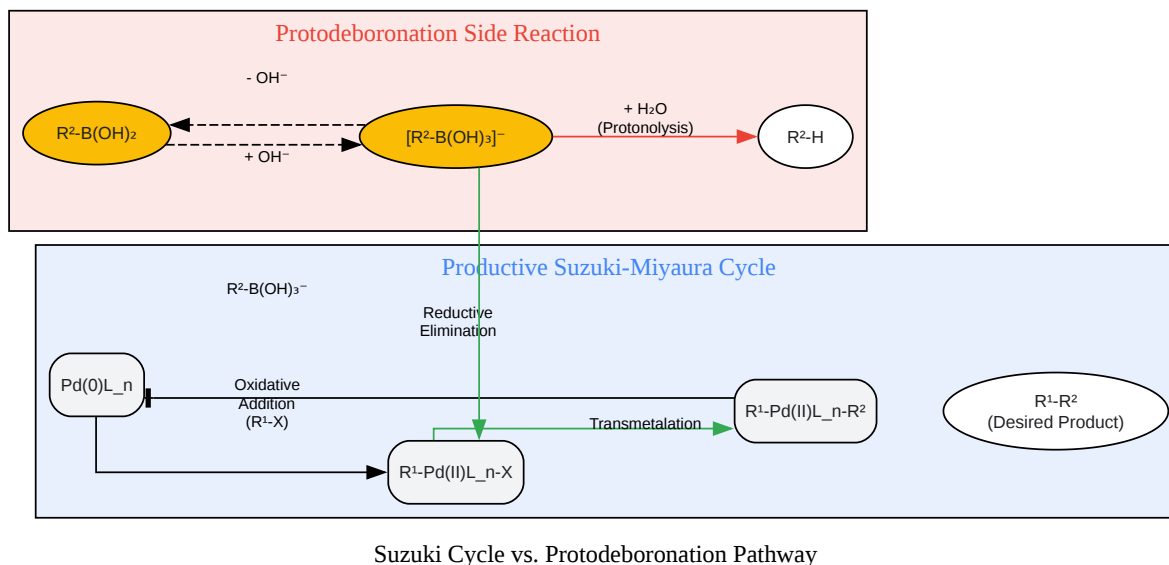 Protodeboronation Side Reaction
- OH⁻
R²-B(OH)₂
+ OH⁻
[R²-B(OH)₃]⁻
+ H₂O
(Protonolysis)
R²-H
Productive Suzuki-Miyaura Cycle
R²-B(OH)₃⁻
Reductive
Elimination
Pd(0)L_n
Oxidative
Addition
(R¹-X)
R¹-Pd(II)L_n-R²
R¹-R²
(Desired Product)
Transmetalation
R¹-Pd(II)L_n-X
Suzuki Cycle vs. Protodeboronation Pathway